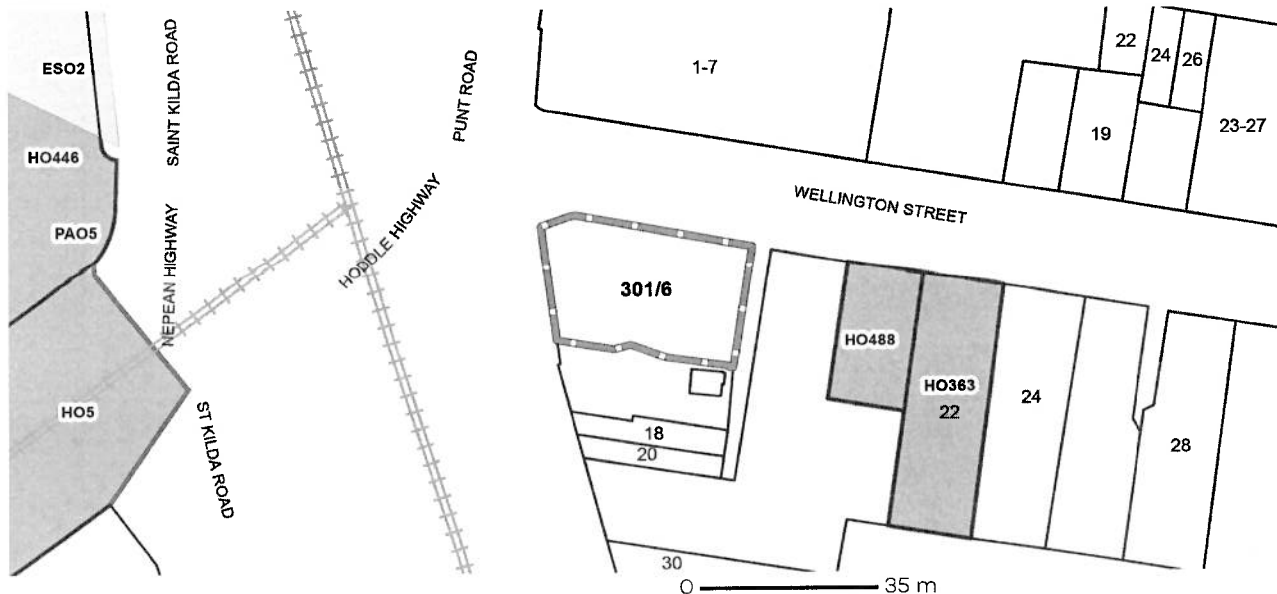 ESO2
HO446
PAO5
HO5
SAINT KILDA ROAD
NEPEAN HIGHWAY
ST KILDA ROAD
HODDLE HIGHWAY
PUNT ROAD
1-7
22
24
26
19
23-27
WELLINGTON STREET
301/6
HO488
HO363
22
24
28
18
20
30
0 35 m